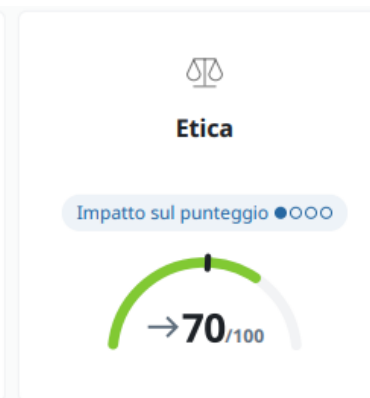 Etica
Impatto sul punteggio
→70/100